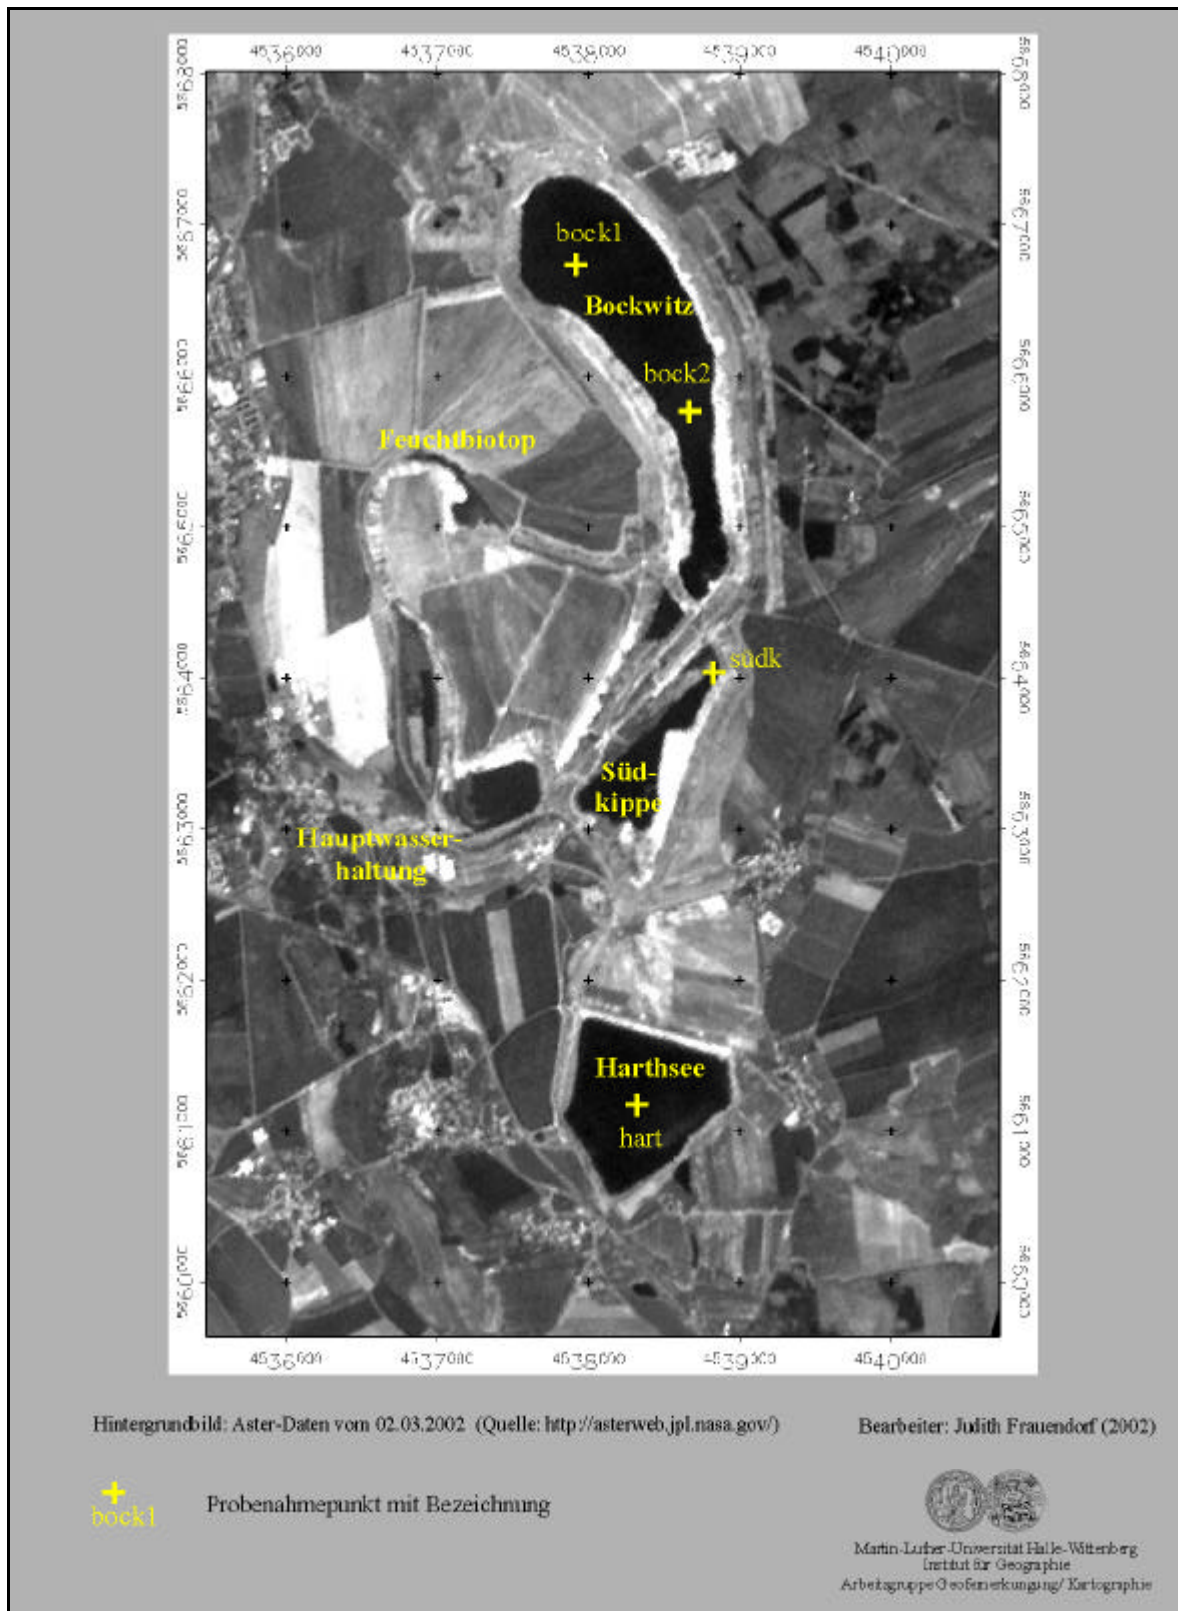 4536000 4537000 4538000 4539000 4540000
5668000 5668000
5667000 5667000
bock1
Bockwitz
5666000 5666000
bock2
Feuchtbiotop
5665000 5665000
südk
5664000 5664000
Süd-
kippe
5663000 5663000
Hauptwasser-
haltung
5662000 5662000
Harthsee
hart
5661000 5661000
5660000 5660000
4536000 4537000 4538000 4539000 4540000
Hintergrundbild: Aster-Daten vom 02.03.2002 (Quelle: http://asterweb.jpl.nasa.gov/) Bearbeiter: Judith Frauendorf (2002)
bock1 Probenahmepunkt mit Bezeichnung
Martin-Luther-Universität Halle-Wittenberg
Institut für Geographie
Arbeitsgruppe Geofernerkungung/ Kartographie